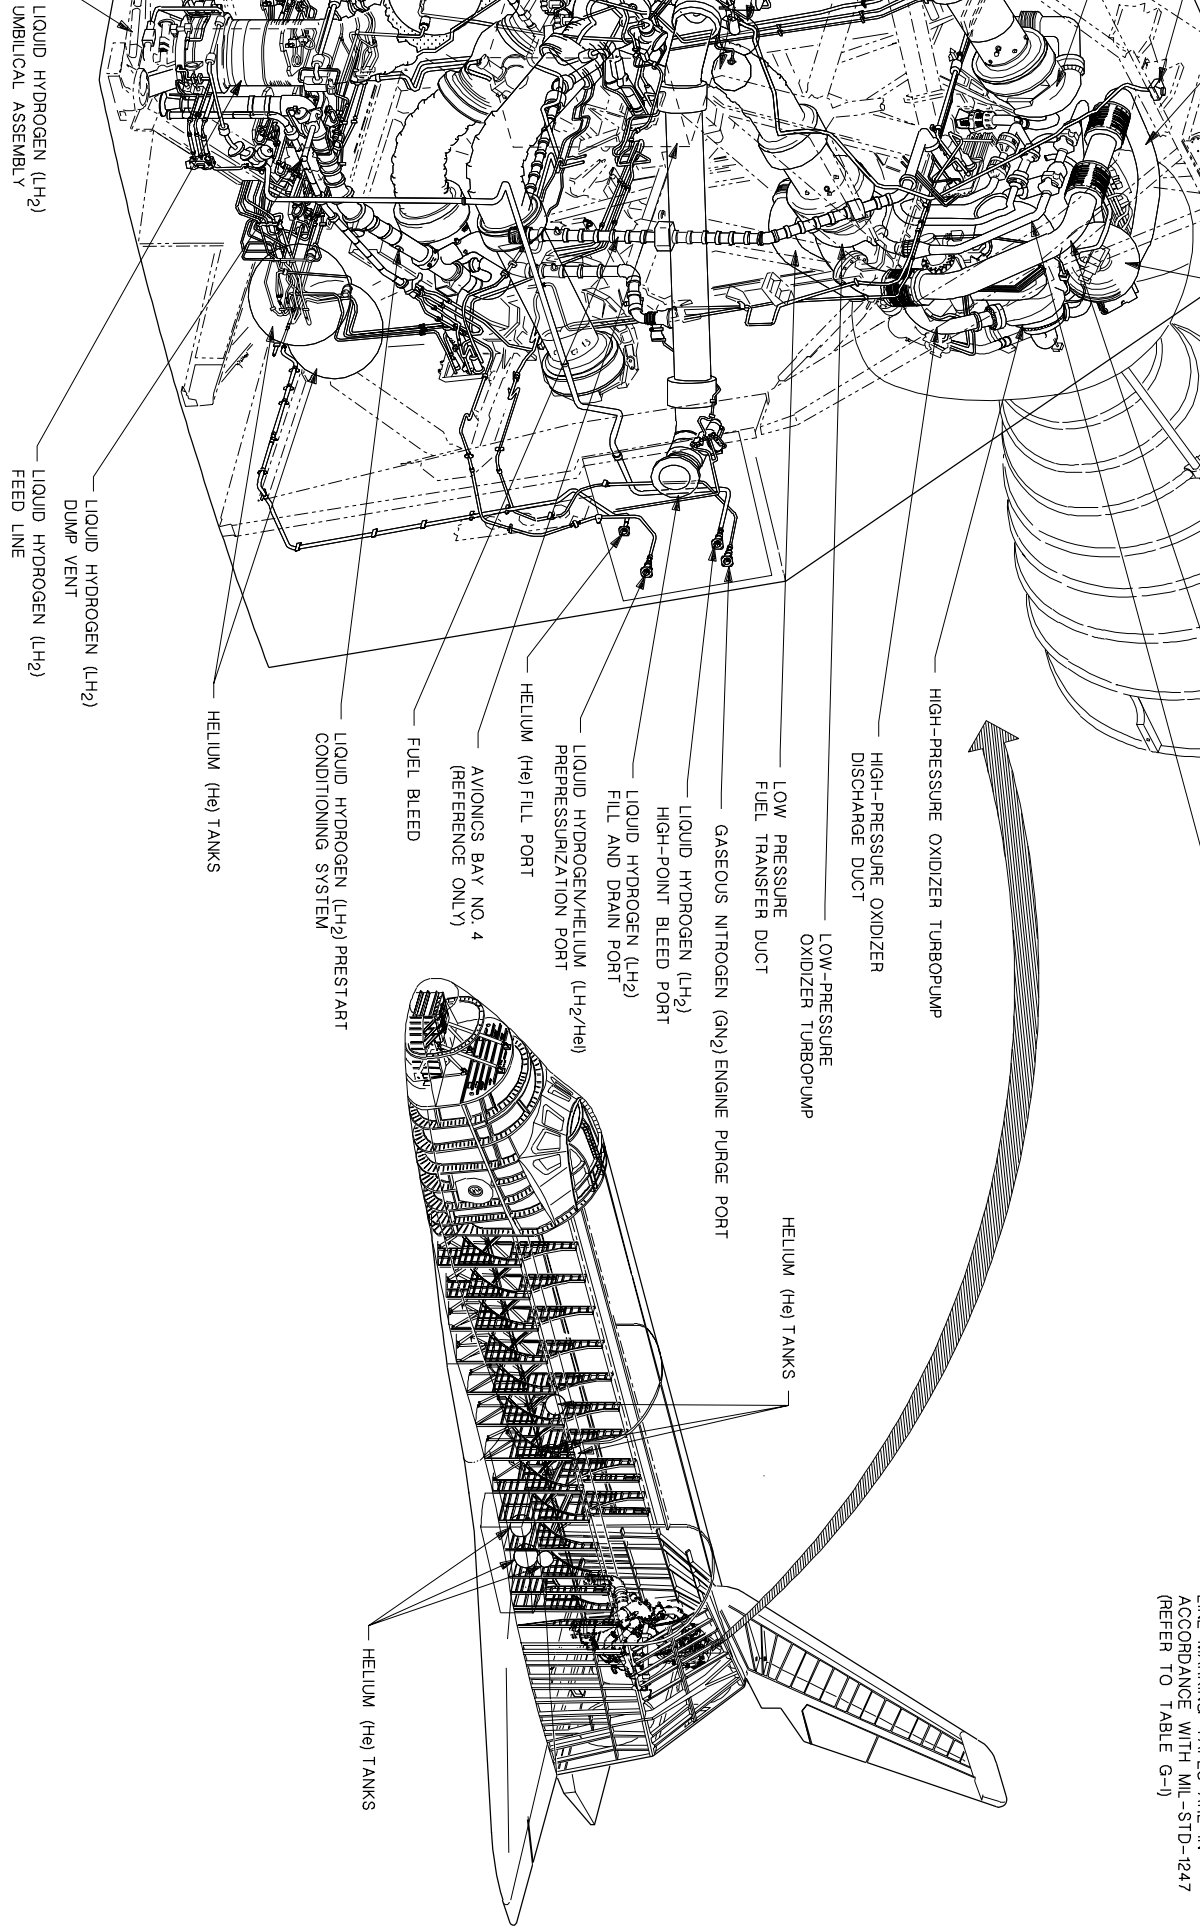 LIQUID HYDROGEN (LH2)
UMBILICAL ASSEMBLY
LIQUID HYDROGEN (LH2)
FEED LINE
LIQUID HYDROGEN (LH2)
DUMP VENT
HELIUM (He) TANKS
LIQUID HYDROGEN (LH2) PRESTART
CONDITIONING SYSTEM
FUEL BLEED
AVIONICS BAY NO. 4
(REFERENCE ONLY)
HELIUM (He) FILL PORT
LIQUID HYDROGEN/HELIUM (LH2/HeI)
PREPRESSURIZATION PORT
LIQUID HYDROGEN (LH2)
FILL AND DRAIN PORT
LIQUID HYDROGEN (LH2)
HIGH-POINT BLEED PORT
GASEOUS NITROGEN (GN2) ENGINE PURGE PORT
LOW PRESSURE
FUEL TRANSFER DUCT
LOW-PRESSURE
OXIDIZER TURBOPUMP
HIGH-PRESSURE OXIDIZER
DISCHARGE DUCT
HIGH-PRESSURE OXIDIZER TURBOPUMP
HELIUM (He) TANKS
HELIUM (He) TANKS
ACCORDANCE WITH MIL-STD-1247
(REFER TO TABLE G-I)